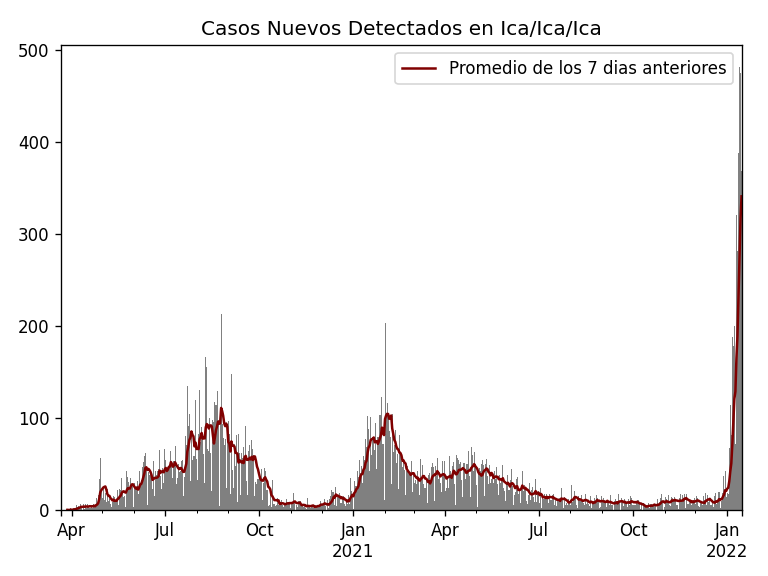 Casos Nuevos Detectados en Ica/Ica/Ica
Promedio de los 7 dias anteriores
500
400
300
200
100
0
Apr Jul Oct Jan Apr Jul Oct Jan
2021 2022